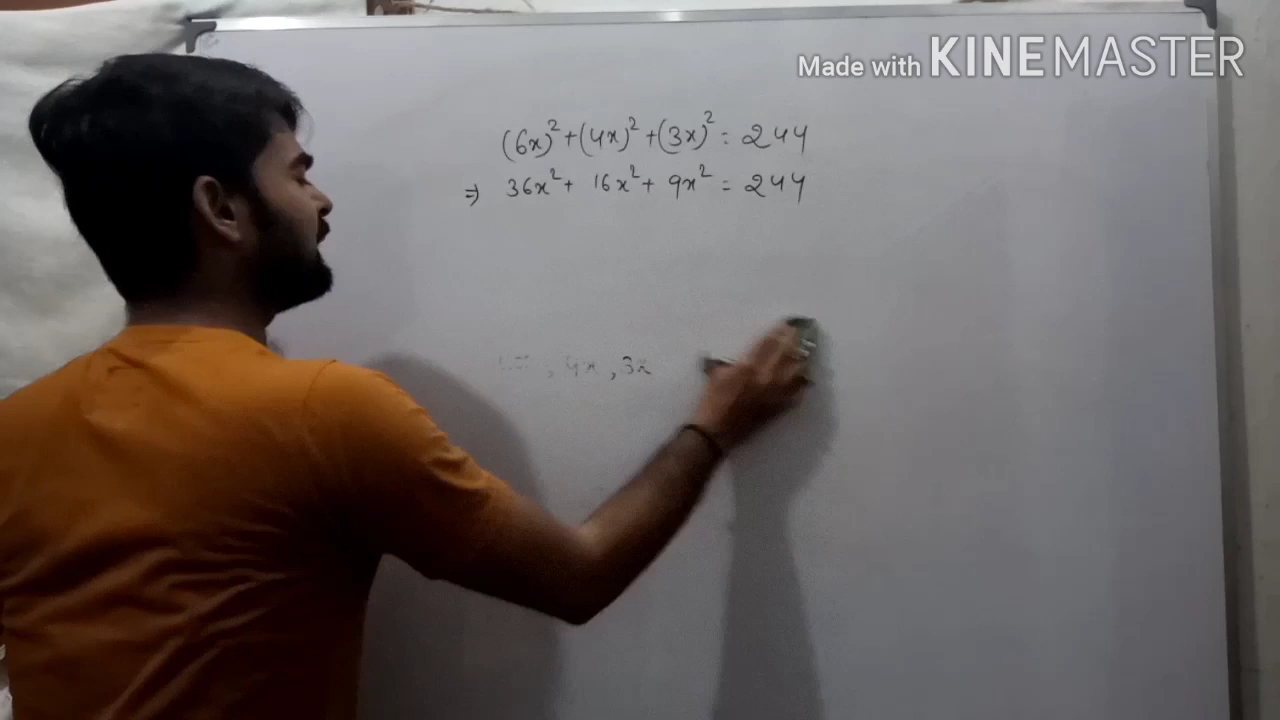 Made with KINEMASTER
(6x)² + (4x)² + (3x)² = 244
⇒ 36x² + 16x² + 9x² = 244
, 4x , 3x